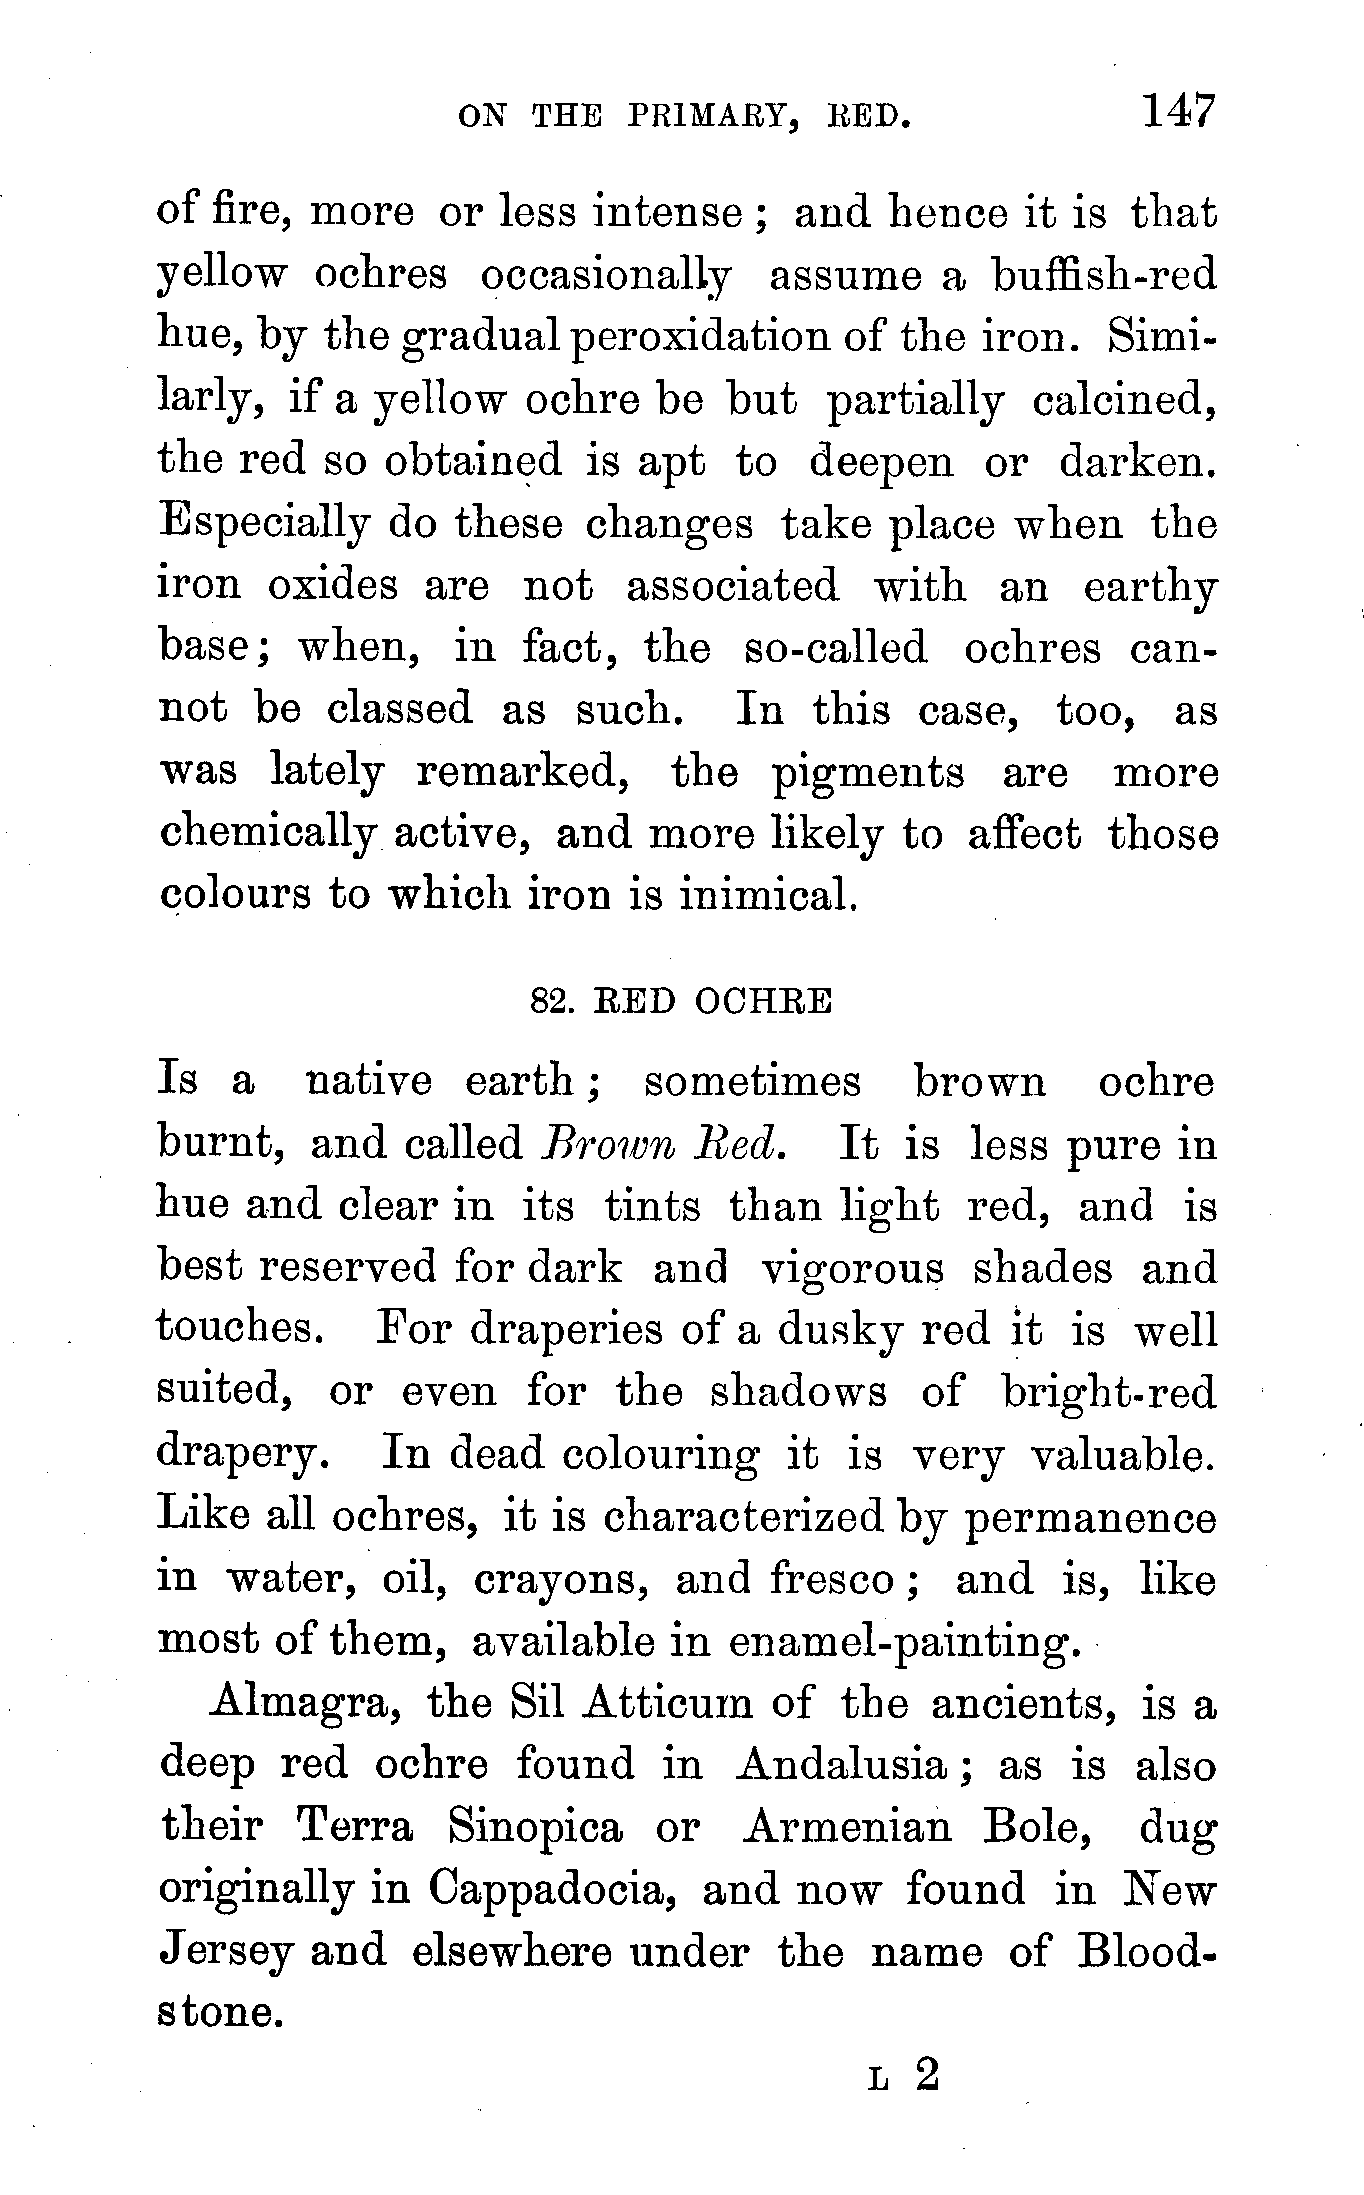 ON THE PRIMARY, RED. 147
of fire, more or less intense ; and hence it is that
yellow ochres occasionally assume a buffish-red
hue, by the gradual peroxidation of the iron. Simi-
larly, if a yellow ochre be but partially calcined,
the red so obtained is apt to deepen or darken.
Especially do these changes take place when the
iron oxides are not associated with an earthy
base; when, in fact, the so-called ochres can-
not be classed as such. In this case, too, as
was lately remarked, the pigments are more
chemically active, and more likely to affect those
colours to which iron is inimical.
82. RED OCHRE
Is a native earth ; sometimes brown ochre
burnt, and called Brown Red. It is less pure in
hue and clear in its tints than light red, and is
best reserved for dark and vigorous shades and
touches. For draperies of a dusky red it is well
suited, or even for the shadows of bright-red
drapery. In dead colouring it is very valuable.
Like all ochres, it is characterized by permanence
in water, oil, crayons, and fresco ; and is, like
most of them, available in enamel-painting.
Almagra, the Sil Atticum of the ancients, is a
deep red ochre found in Andalusia ; as is also
their Terra Sinopica or Armenian Bole, dug
originally in Cappadocia, and now found in New
Jersey and elsewhere under the name of Blood-
stone.
L 2